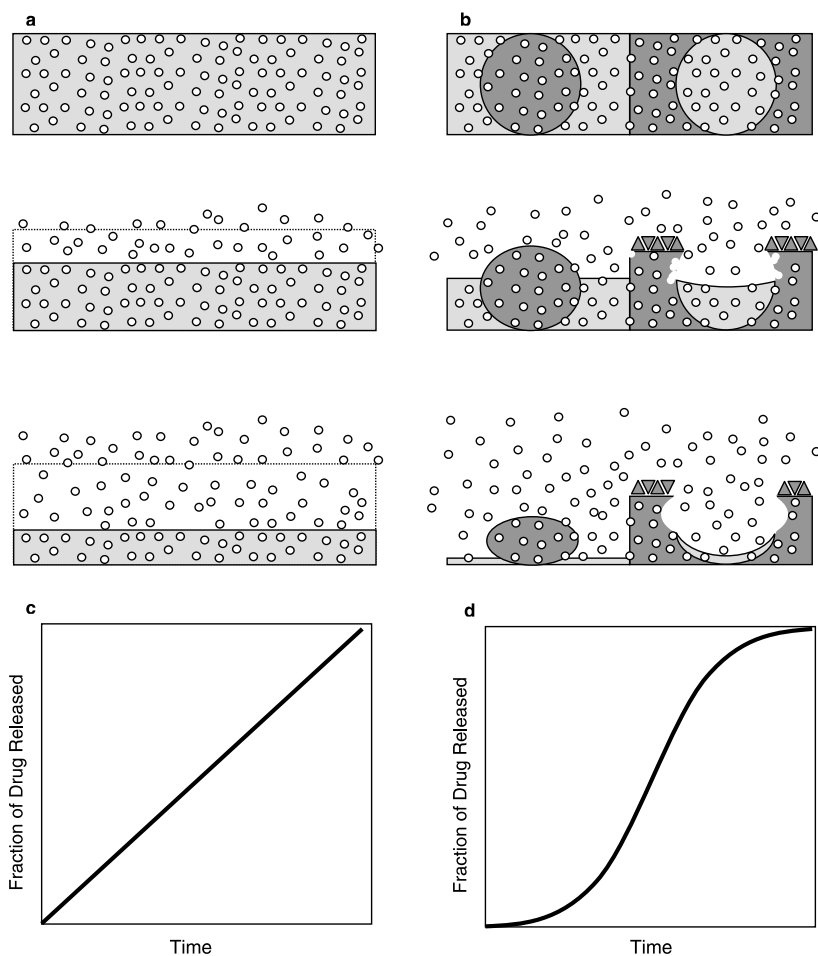 a
b
c
d
Fraction of Drug Released
Time
Fraction of Drug Released
Time